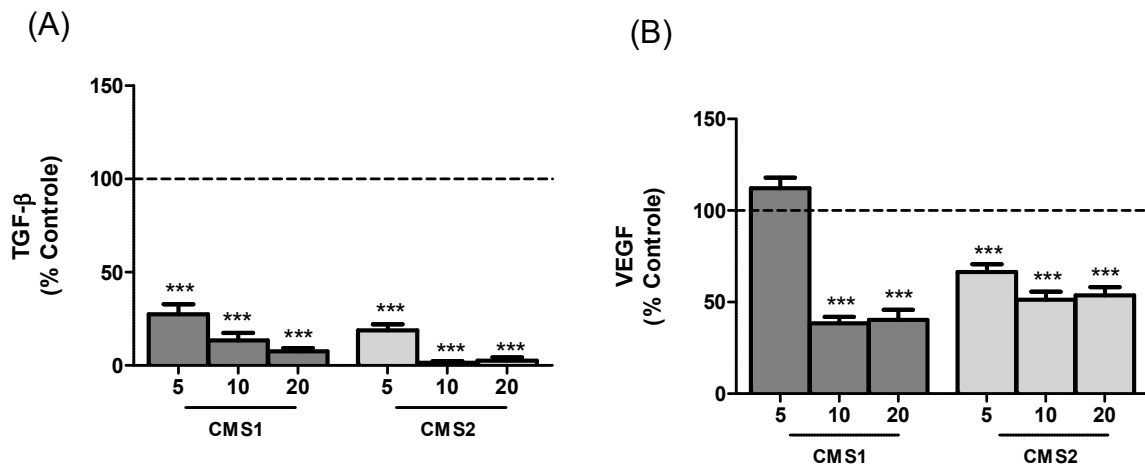 (A)
TGF-β
(% Controle)
150
100
50
0
*** *** *** *** *** ***
5 10 20 5 10 20
CMS1 CMS2
(B)
VEGF
(% Controle)
150
100
50
0
*** *** *** *** ***
5 10 20 5 10 20
CMS1 CMS2